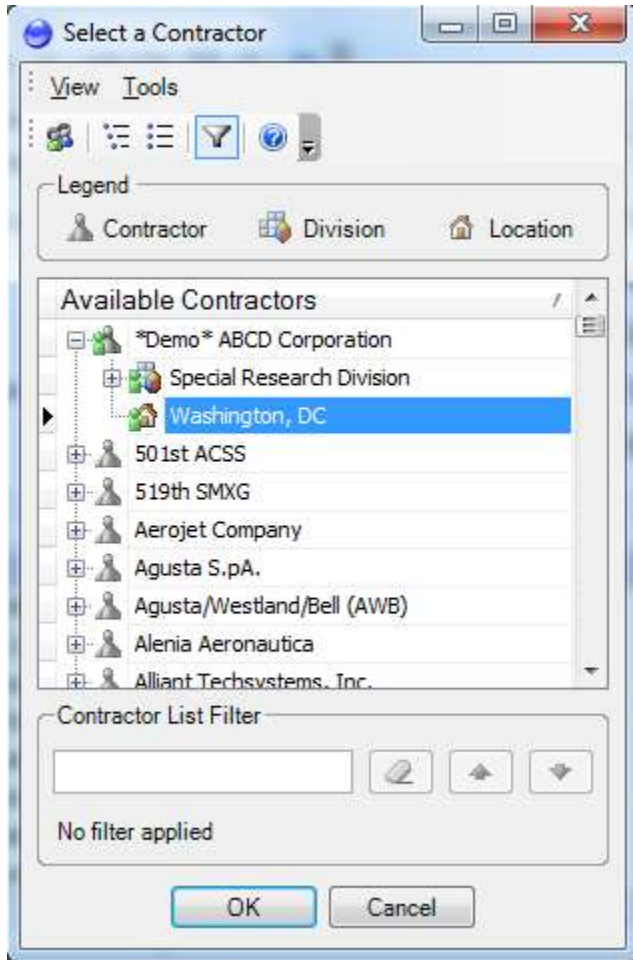 Select a Contractor
View Tools
Legend
Contractor Division Location
Available Contractors
*Demo* ABCD Corporation
Special Research Division
Washington, DC
501st ACSS
519th SMXG
Aerojet Company
Agusta S.pA.
Agusta/Westland/Bell (AWB)
Alenia Aeronautica
Alliant Techsystems, Inc.
Contractor List Filter
No filter applied
OK Cancel